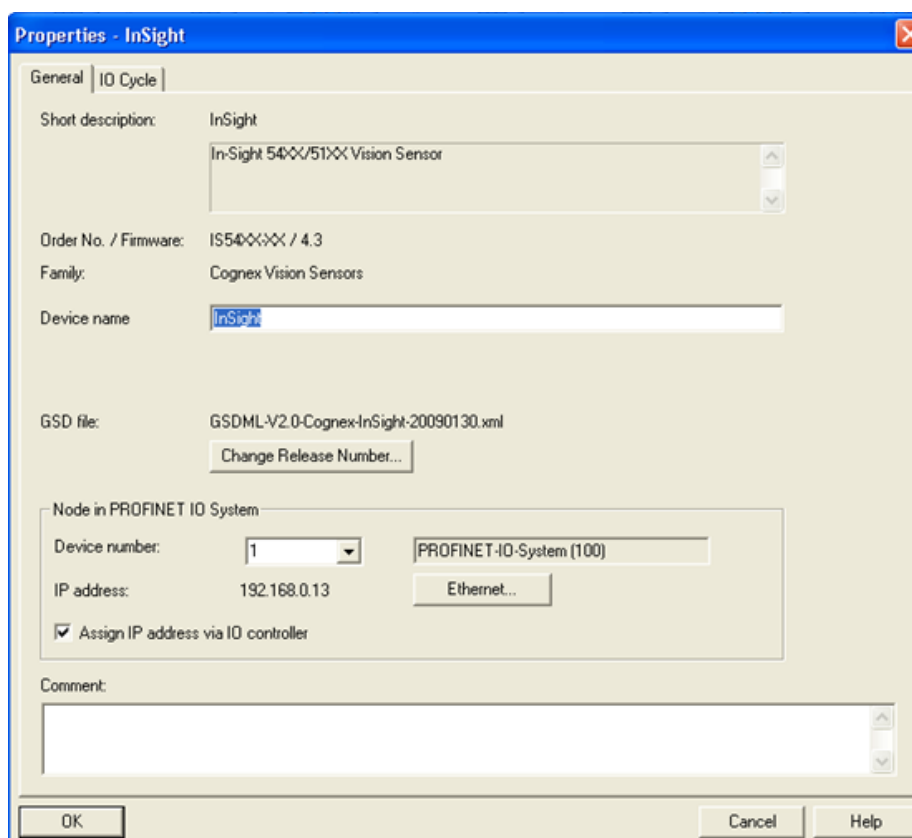 Properties - InSight
General
IO Cycle
Short description:
InSight
In-Sight 54XX/51XX Vision Sensor
Order No. / Firmware:
IS54XX-XX / 4.3
Family:
Cognex Vision Sensors
Device name
InSight
GSD file:
GSDML-V2.0-Cognex-InSight-20090130.xml
Change Release Number...
Node in PROFINET IO System
Device number:
1
PROFINET-IO-System (100)
IP address:
192.168.0.13
Ethernet...
Assign IP address via IO controller
Comment:
OK
Cancel
Help